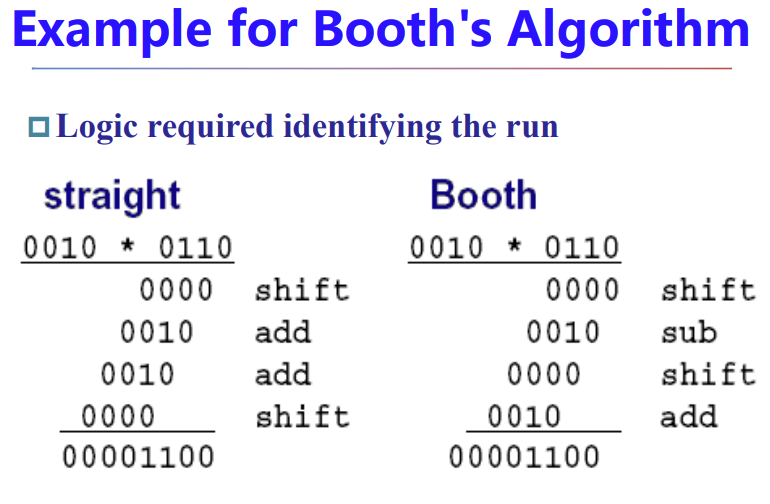 Example for Booth's Algorithm
Logic required identifying the run
straight
0010 * 0110
0000 shift
0010 add
0010 add
0000 shift
00001100
Booth
0010 * 0110
0000 shift
0010 sub
0000 shift
0010 add
00001100